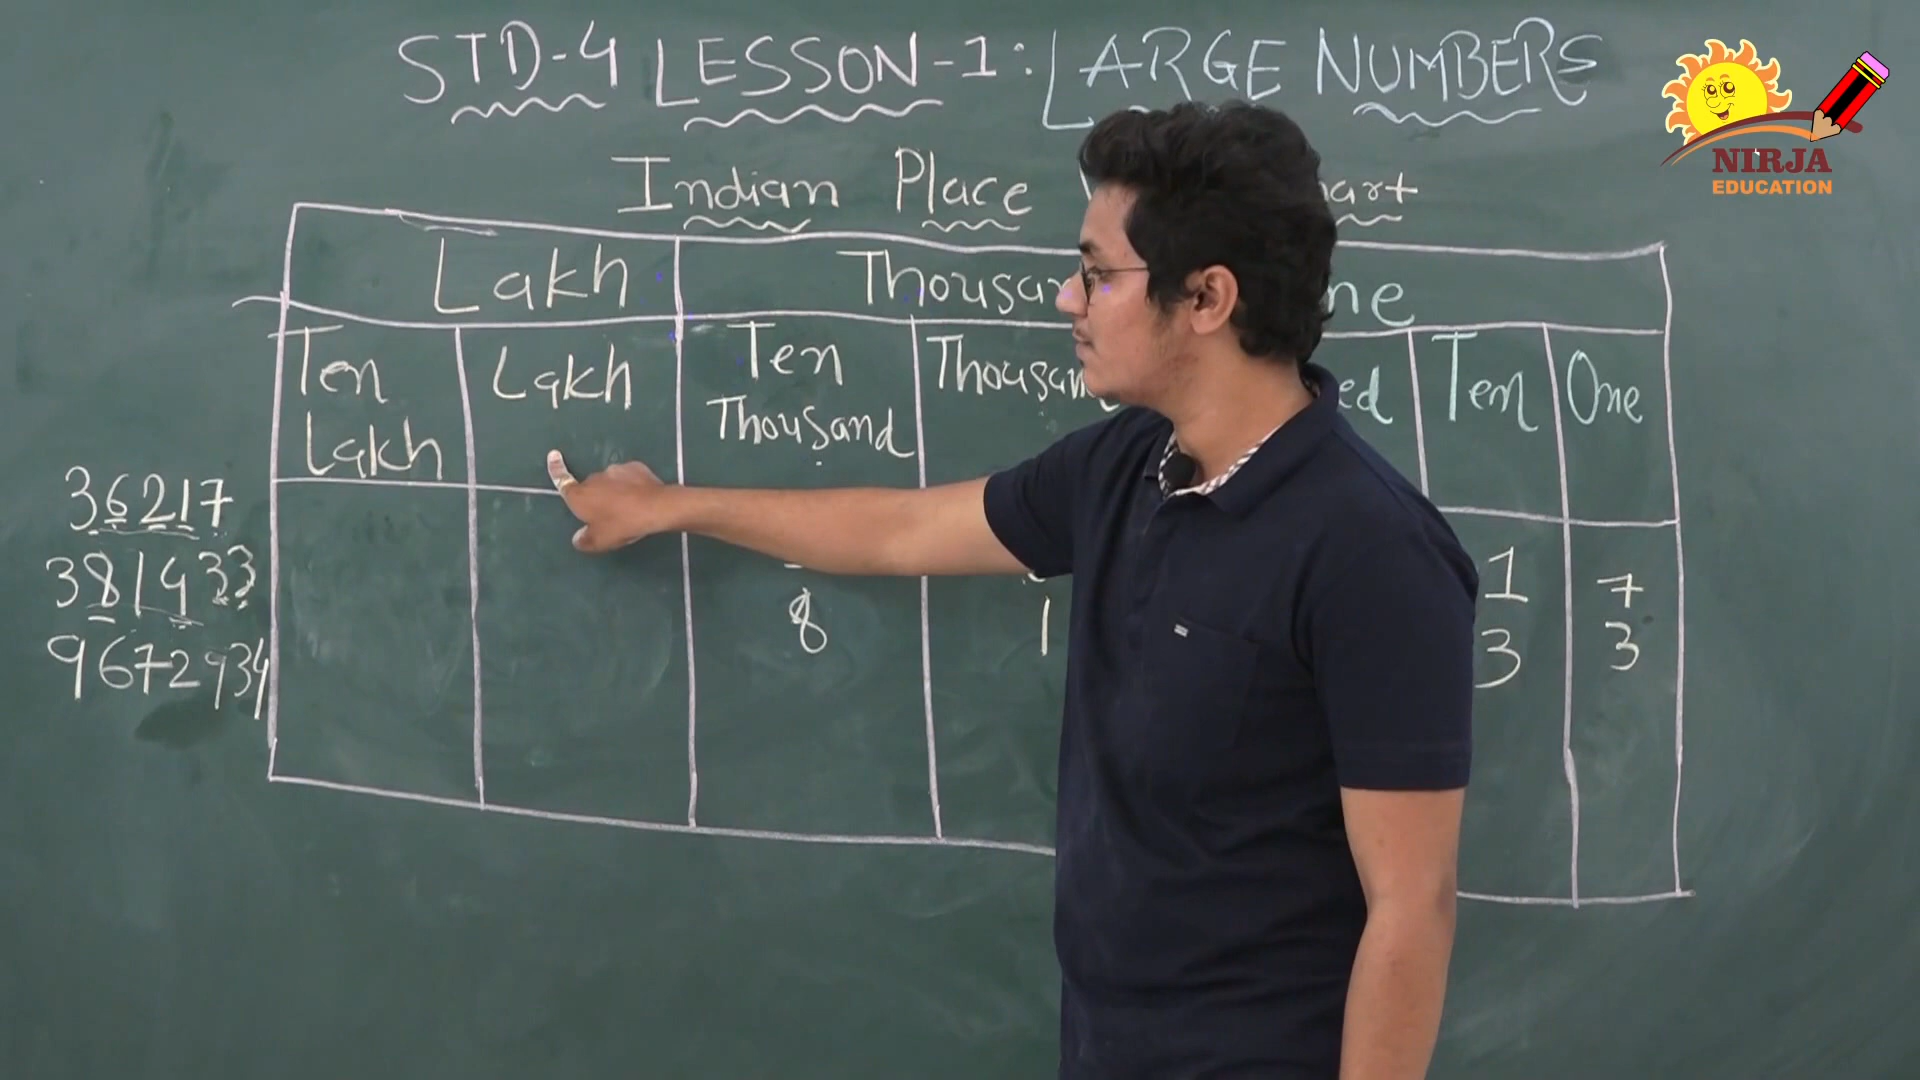 STD-4 LESSON-1: LARGE NUMBERS
NIRJA
EDUCATION
Indian Place
Lakh
Ten Lakh
Lakh
Ten Thousand
Ten
One
36217
381433
9672934
1 7
8 1 3 3